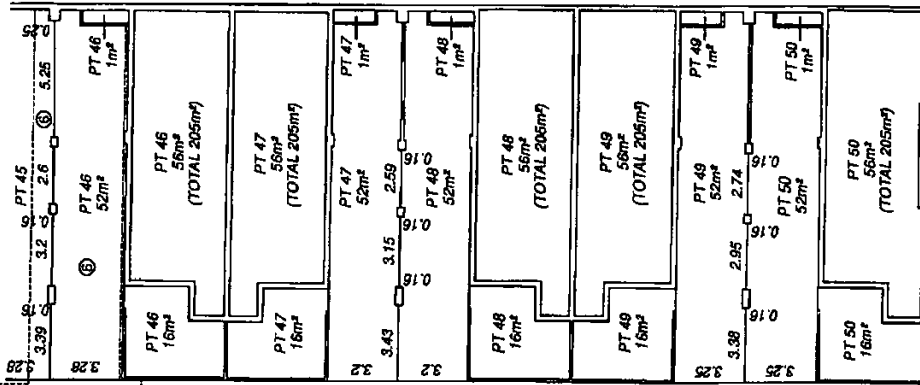 0.25
5.25
6
2.6
PT 45
0.16
3.2
0.16
3.39
3.28
3.28
PT 46
1m²
PT 46
52m²
6
PT 46
56m²
(TOTAL 205m²)
PT 46
16m²
PT 47
56m²
(TOTAL 205m²)
PT 47
16m²
PT 47
1m²
PT 47
52m²
3.2
0.16
2.59
0.16
3.15
0.16
3.43
PT 48
1m²
PT 48
52m²
3.2
PT 48
56m²
(TOTAL 205m²)
PT 48
16m²
PT 49
56m²
(TOTAL 205m²)
PT 49
16m²
PT 49
1m²
PT 49
52m²
3.25
0.16
2.74
0.16
2.95
0.16
3.38
PT 50
1m²
PT 50
52m²
3.25
PT 50
56m²
(TOTAL 205m²)
PT 50
16m²